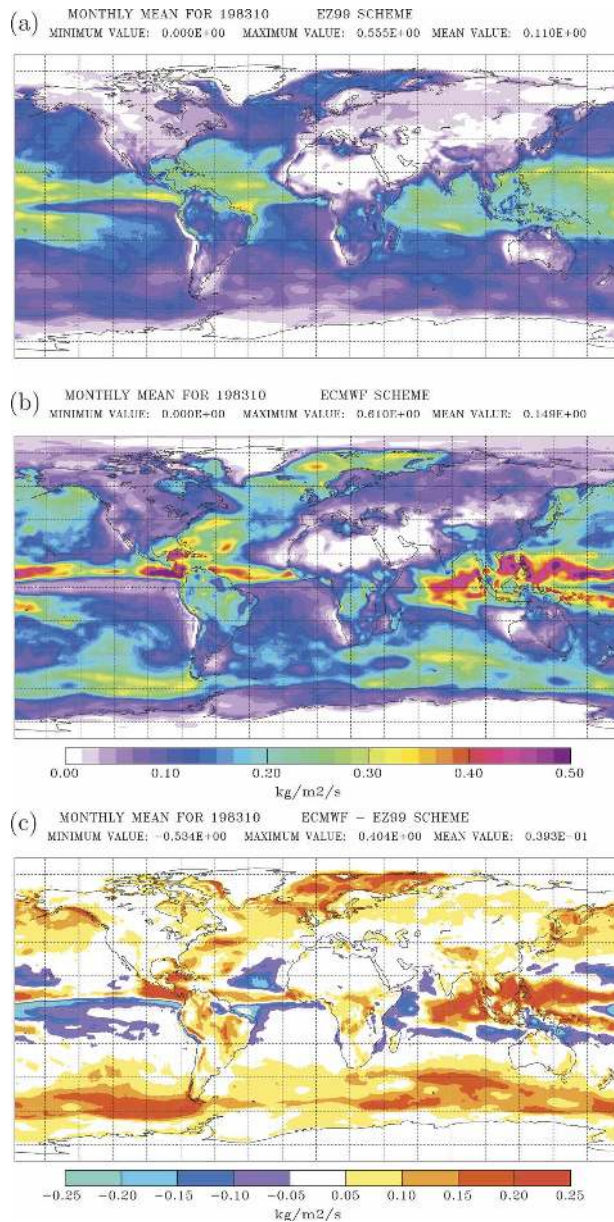 (a) MONTHLY MEAN FOR 198310 EZ99 SCHEME
MINIMUM VALUE: 0.000E+00 MAXIMUM VALUE: 0.555E+00 MEAN VALUE: 0.110E+00
(b) MONTHLY MEAN FOR 198310 ECMWF SCHEME
MINIMUM VALUE: 0.000E+00 MAXIMUM VALUE: 0.610E+00 MEAN VALUE: 0.149E+00
0.00 0.10 0.20 0.30 0.40 0.50
kg/m2/s
(c) MONTHLY MEAN FOR 198310 ECMWF - EZ99 SCHEME
MINIMUM VALUE: -0.534E+00 MAXIMUM VALUE: 0.404E+00 MEAN VALUE: 0.393E-01
-0.25 -0.20 -0.15 -0.10 -0.05 0.05 0.10 0.15 0.20 0.25
kg/m2/s